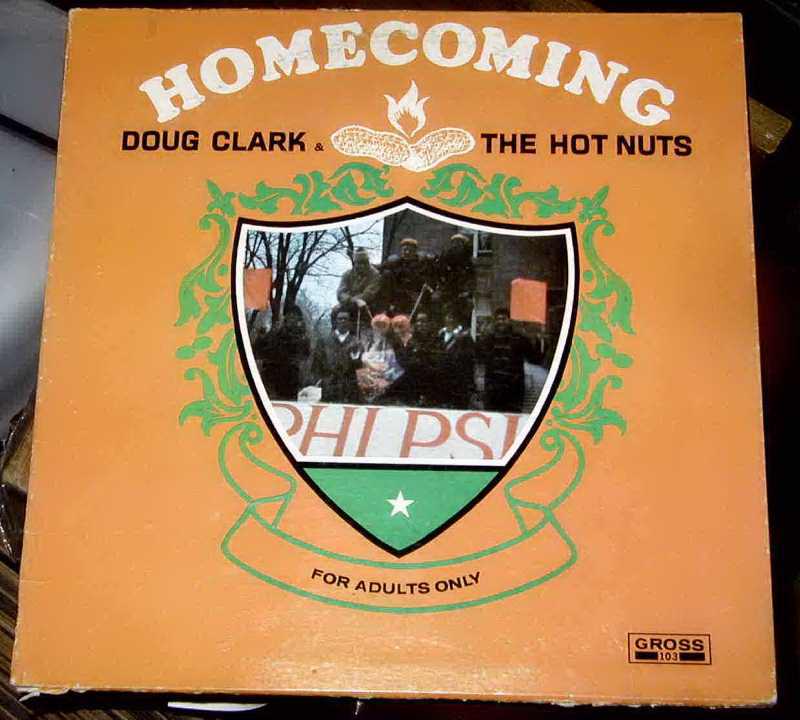 HOMECOMING
DOUG CLARK & THE HOT NUTS
PHI PSI
FOR ADULTS ONLY
GROSS
103